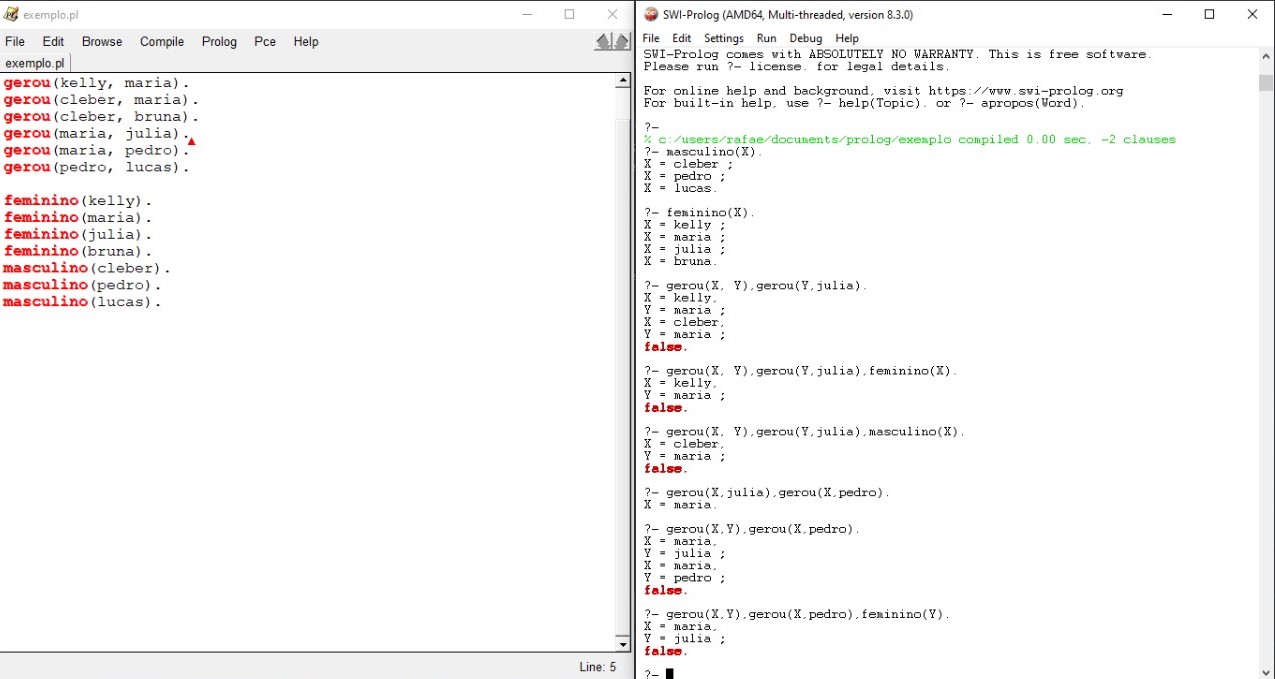 exemplo.pl
File Edit Browse Compile Prolog Pce Help
exemplo.pl
gerou(kelly, maria).
gerou(cleber, maria).
gerou(cleber, bruna).
gerou(maria, julia).
gerou(maria, pedro).
gerou(pedro, lucas).
feminino(kelly).
feminino(maria).
feminino(julia).
feminino(bruna).
masculino(cleber).
masculino(pedro).
masculino(lucas).
Line: 5
SWI-Prolog (AMD64, Multi-threaded, version 8.3.0)
File Edit Settings Run Debug Help
SWI-Prolog comes with ABSOLUTELY NO WARRANTY. This is free software.
Please run ?- license. for legal details.
For online help and background, visit https://www.swi-prolog.org
For built-in help, use ?- help(Topic). or ?- apropos(Word).
?-
% c:/users/rafae/documents/prolog/exemplo compiled 0.00 sec, -2 clauses
?- masculino(X).
X = cleber ;
X = pedro ;
X = lucas.
?- feminino(X).
X = kelly ;
X = maria ;
X = julia ;
X = bruna.
?- gerou(X, Y),gerou(Y,julia).
X = kelly,
Y = maria ;
X = cleber,
Y = maria ;
false.
?- gerou(X, Y),gerou(Y,julia),feminino(X).
X = kelly,
Y = maria ;
false.
?- gerou(X, Y),gerou(Y,julia),masculino(X).
X = cleber,
Y = maria ;
false.
?- gerou(X,julia),gerou(X,pedro).
X = maria.
?- gerou(X,Y),gerou(X,pedro).
X = maria,
Y = julia ;
X = maria,
Y = pedro ;
false.
?- gerou(X,Y),gerou(X,pedro),feminino(Y).
X = maria,
Y = julia ;
false.
?-